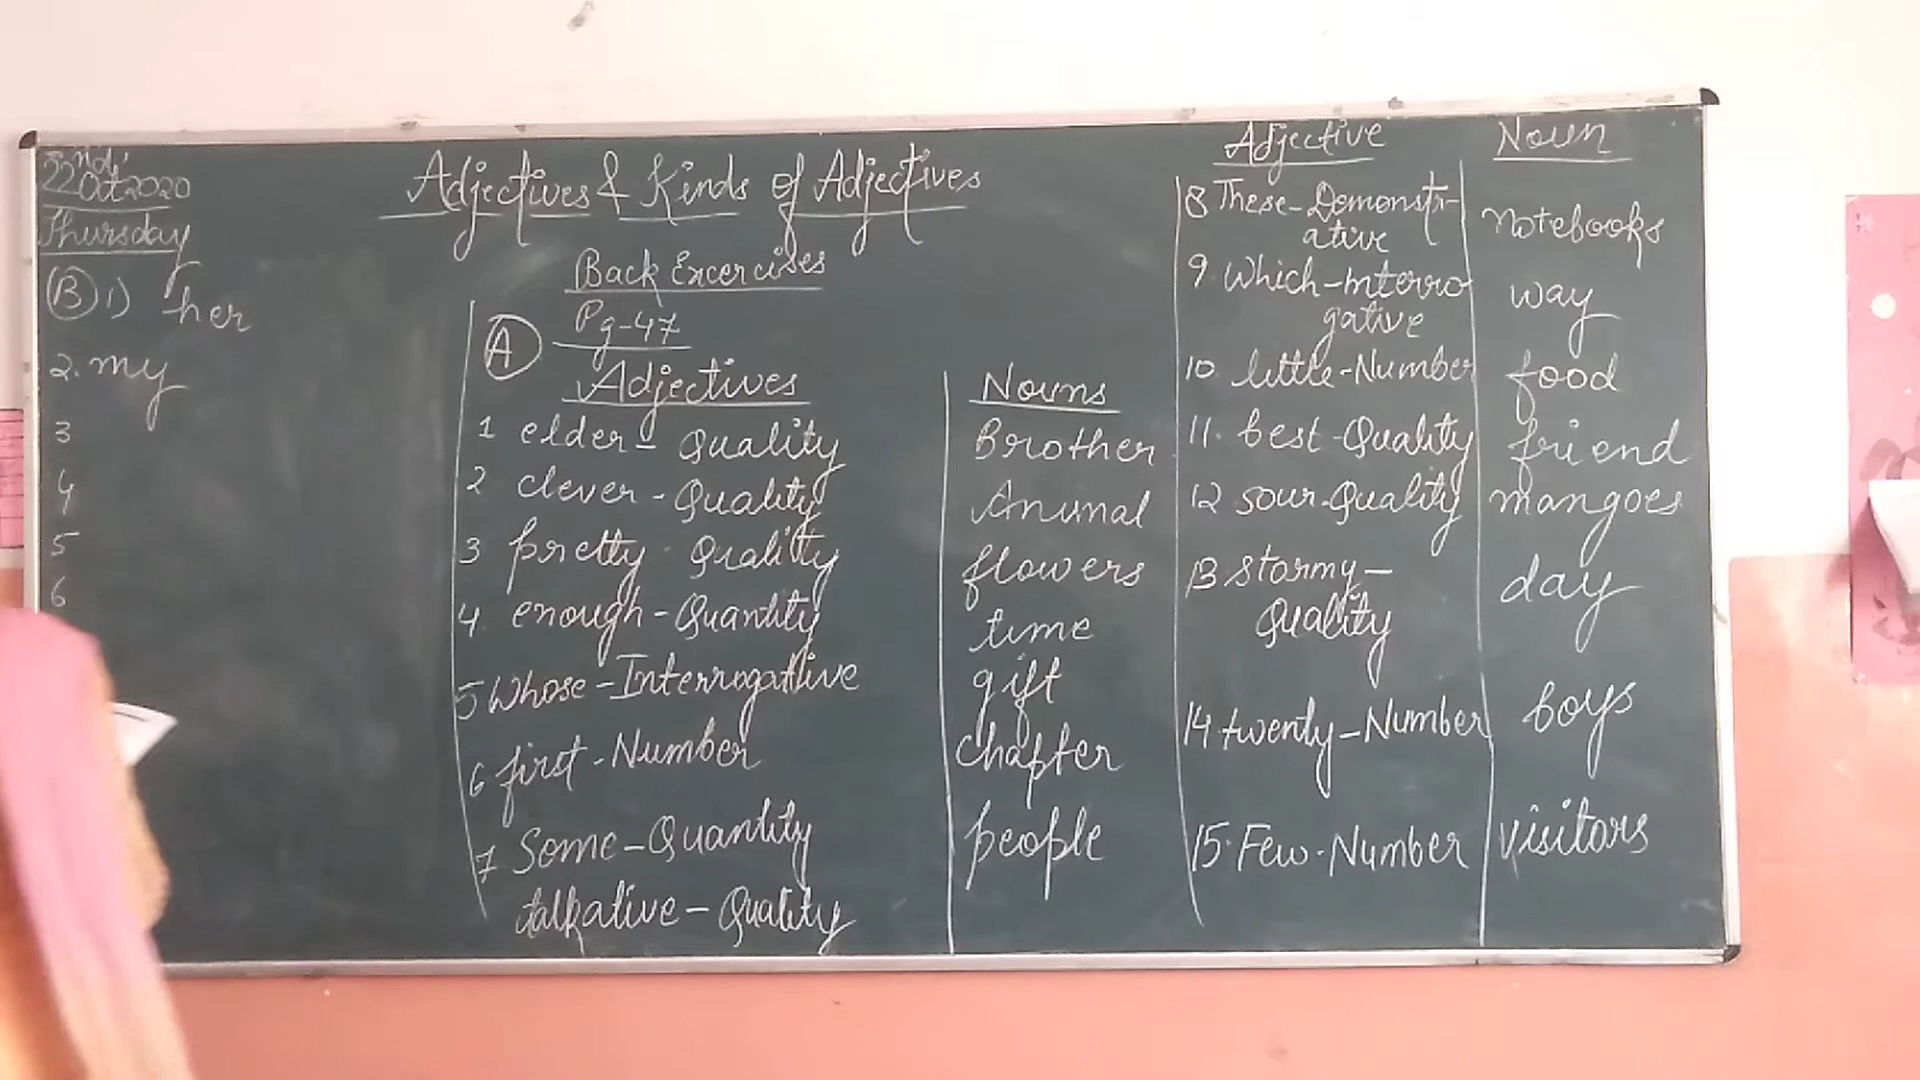 22nd Oct 2020
Thursday
(B) 1) her
2. my
3
4
5
6
Adjectives & Kinds of Adjectives
Back Excercises
Pg-47
(A)
Adjectives
Nouns
1 elder - Quality Brother
2 clever - Quality Animal
3 pretty - Quality flowers
4 enough - Quantity time
5 Whose - Interrogative gift
6 first - Number Chapter
7 Some - Quantity people
talkative - Quality
Adjective Noun
8 These - Demonstr-
ative notebooks
9. Which - Interro
gative way
10. little - Number food
11. best - Quality friend
12 sour - Quality mangoes
13 stormy -
Quality day
14 twenty - Number boys
15. Few - Number visitors